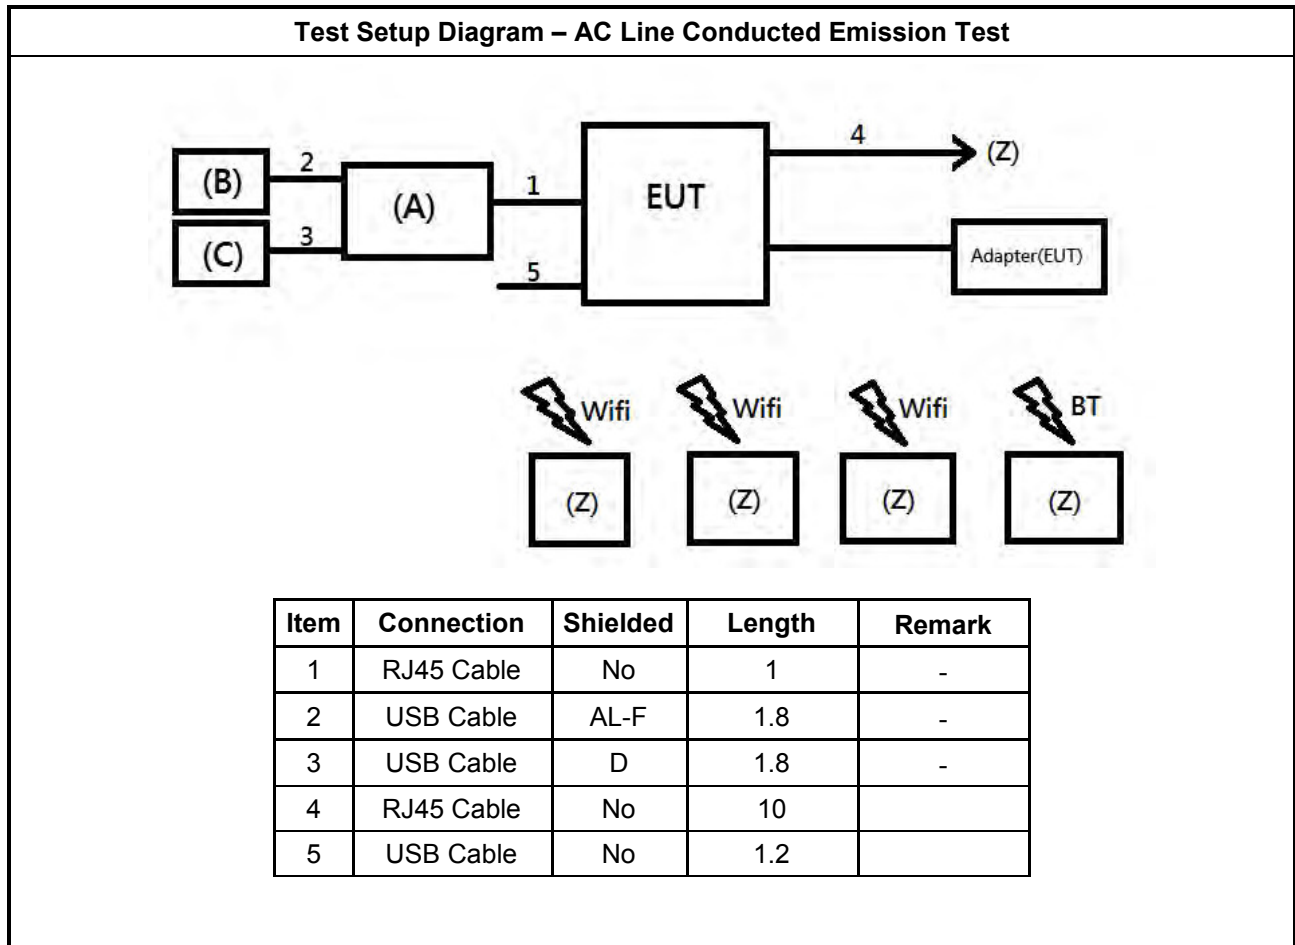 Test Setup Diagram – AC Line Conducted Emission Test
4
(Z)
2
(B)
1
EUT
(A)
3
(C)
Adapter(EUT)
5
Wifi
Wifi
Wifi
BT
(Z)
(Z)
(Z)
(Z)
Item Connection Shielded Length Remark
1 RJ45 Cable No 1 -
2 USB Cable AL-F 1.8 -
3 USB Cable D 1.8 -
4 RJ45 Cable No 10
5 USB Cable No 1.2